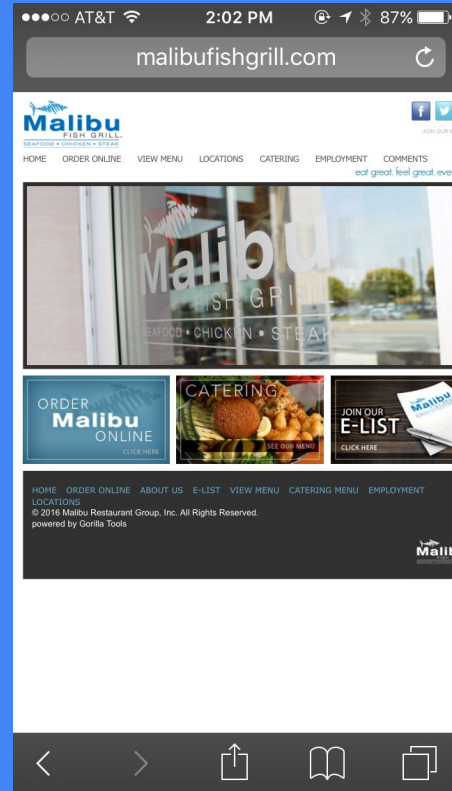 AT&T 2:02 PM 87%
malibufishgrill.com
Malibu
FISH GRILL
SEAFOOD • CHICKEN • STEAK
HOME ORDER ONLINE VIEW MENU LOCATIONS CATERING EMPLOYMENT COMMENTS
eat great. feel great.
Malibu
FISH GRILL
SEAFOOD • CHICKEN • STEAK
ORDER
Malibu
ONLINE
CLICK HERE
CATERING
SEE OUR MENU
JOIN OUR
E-LIST
CLICK HERE
Malibu
HOME ORDER ONLINE ABOUT US E-LIST VIEW MENU CATERING MENU EMPLOYMENT
LOCATIONS
© 2016 Malibu Restaurant Group, Inc. All Rights Reserved.
powered by Gorilla Tools